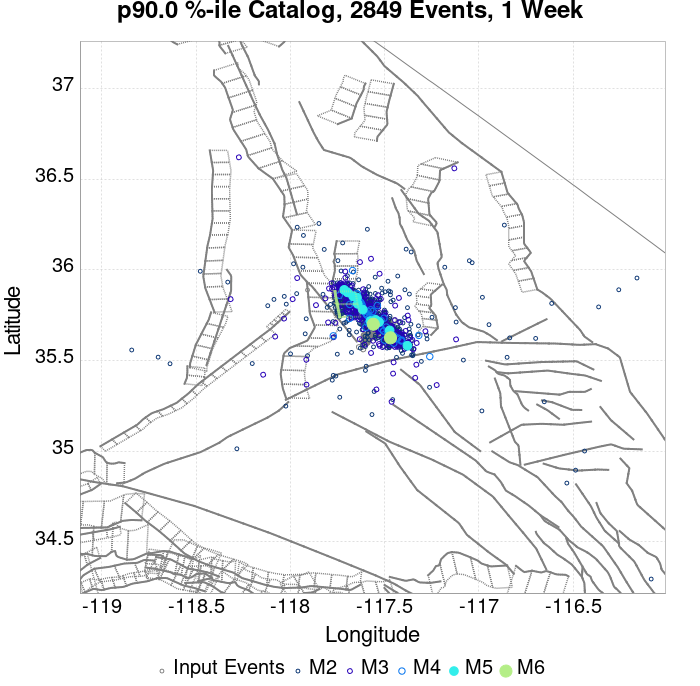 p90.0 %-ile Catalog, 2849 Events, 1 Week
37
36.5
36
35.5
35
34.5
Latitude
-119
-118.5
-118
-117.5
-117
-116.5
Longitude
Input Events
M2
M3
M4
M5
M6